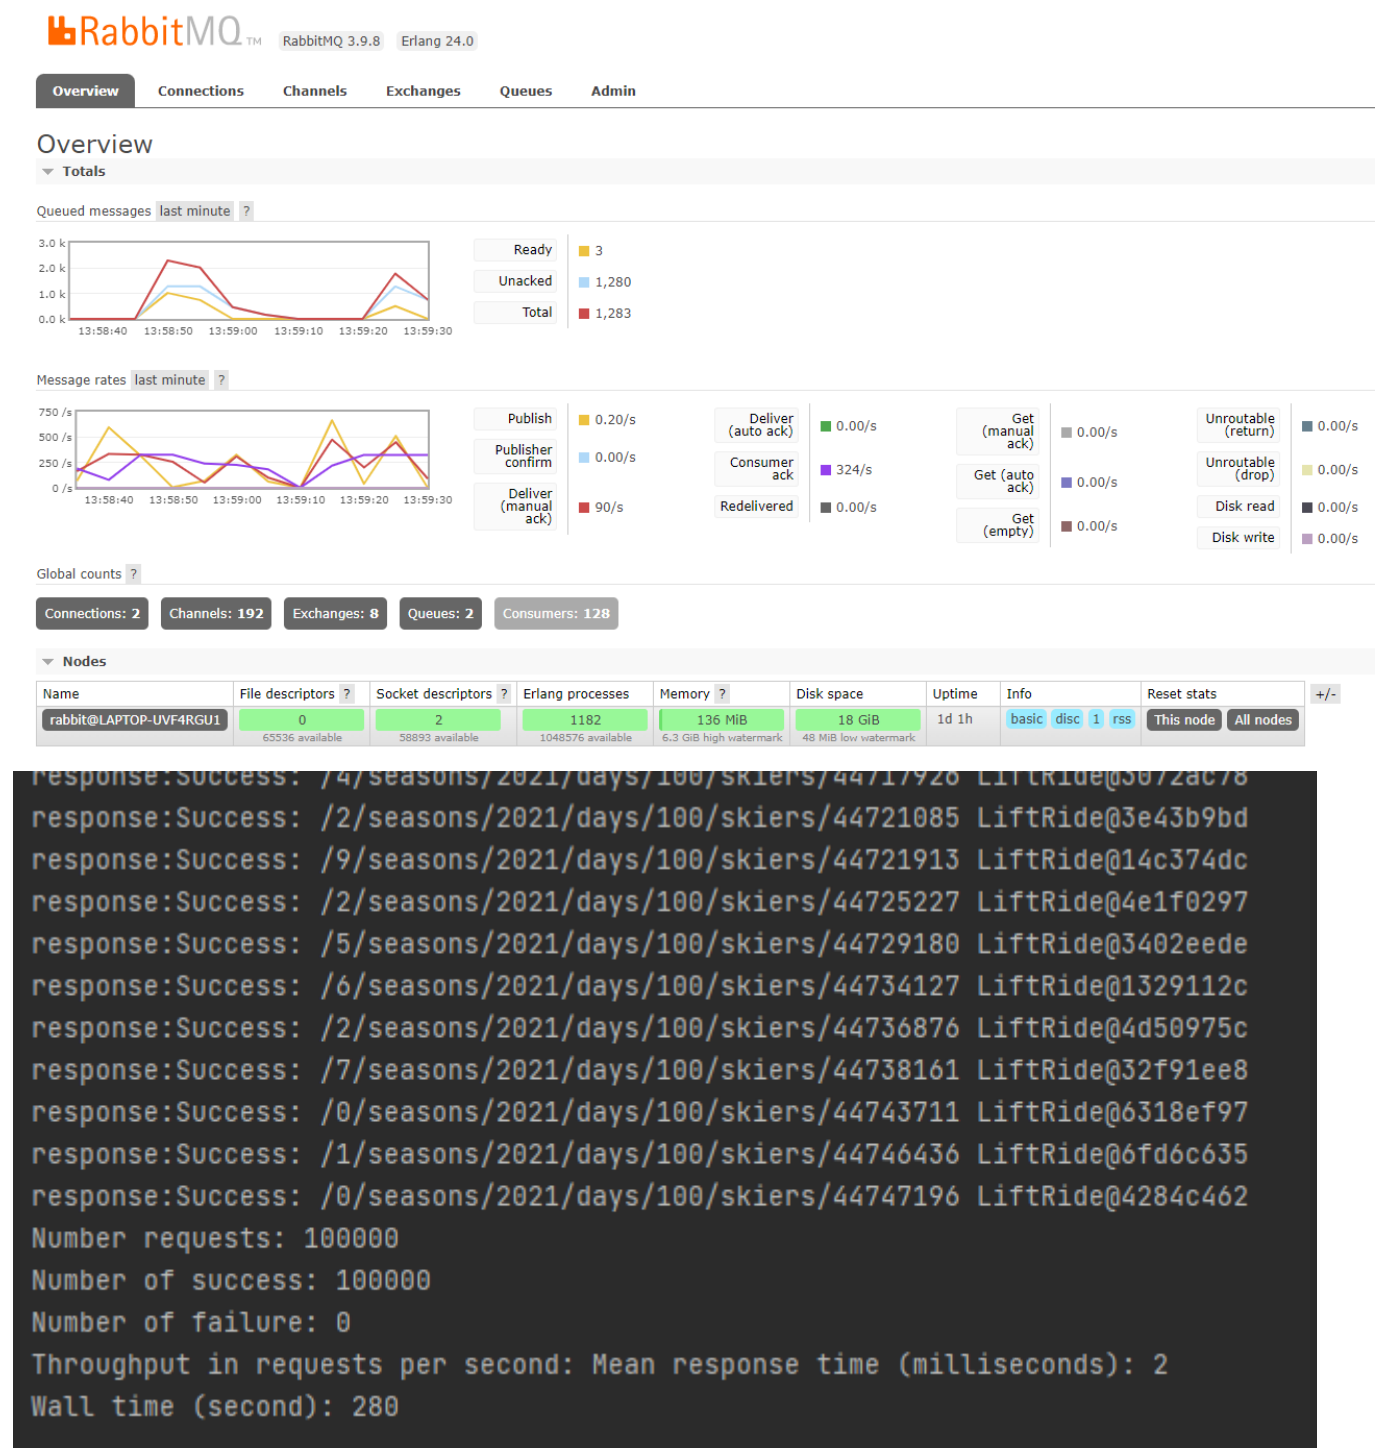 RabbitMQ TM RabbitMQ 3.9.8 Erlang 24.0
Overview Connections Channels Exchanges Queues Admin
Overview
Totals
Queued messages last minute ?
3.0 k
2.0 k
1.0 k
0.0 k
13:58:40 13:58:50 13:59:00 13:59:10 13:59:20 13:59:30
Ready 3
Unacked 1,280
Total 1,283
Message rates last minute ?
750 /s
500 /s
250 /s
0 /s
13:58:40 13:58:50 13:59:00 13:59:10 13:59:20 13:59:30
Publish 0.20/s
Publisher
confirm 0.00/s
Deliver
(manual
ack) 90/s
Deliver
(auto ack) 0.00/s
Consumer
ack 324/s
Redelivered 0.00/s
Get
(manual
ack) 0.00/s
Get (auto
ack) 0.00/s
Get
(empty) 0.00/s
Unroutable
(return) 0.00/s
Unroutable
(drop) 0.00/s
Disk read 0.00/s
Disk write 0.00/s
Global counts ?
Connections: 2 Channels: 192 Exchanges: 8 Queues: 2 Consumers: 128
Nodes
Name File descriptors ? Socket descriptors ? Erlang processes Memory ? Disk space Uptime Info Reset stats +/-
rabbit@LAPTOP-UVF4RGU1 0 2 1182 136 MiB 18 GiB 1d 1h basic disc 1 rss This node All nodes
65536 available 58893 available 1048576 available 6.3 GiB high watermark 48 MiB low watermark
response:Success: /4/seasons/2021/days/100/skiers/44717926 LiftRide@3072ac78
response:Success: /2/seasons/2021/days/100/skiers/44721085 LiftRide@3e43b9bd
response:Success: /9/seasons/2021/days/100/skiers/44721913 LiftRide@14c374dc
response:Success: /2/seasons/2021/days/100/skiers/44725227 LiftRide@4e1f0297
response:Success: /5/seasons/2021/days/100/skiers/44729180 LiftRide@3402eede
response:Success: /6/seasons/2021/days/100/skiers/44734127 LiftRide@1329112c
response:Success: /2/seasons/2021/days/100/skiers/44736876 LiftRide@4d50975c
response:Success: /7/seasons/2021/days/100/skiers/44738161 LiftRide@32f91ee8
response:Success: /0/seasons/2021/days/100/skiers/44743711 LiftRide@6318ef97
response:Success: /1/seasons/2021/days/100/skiers/44746436 LiftRide@6fd6c635
response:Success: /0/seasons/2021/days/100/skiers/44747196 LiftRide@4284c462
Number requests: 100000
Number of success: 100000
Number of failure: 0
Throughput in requests per second: Mean response time (milliseconds): 2
Wall time (second): 280